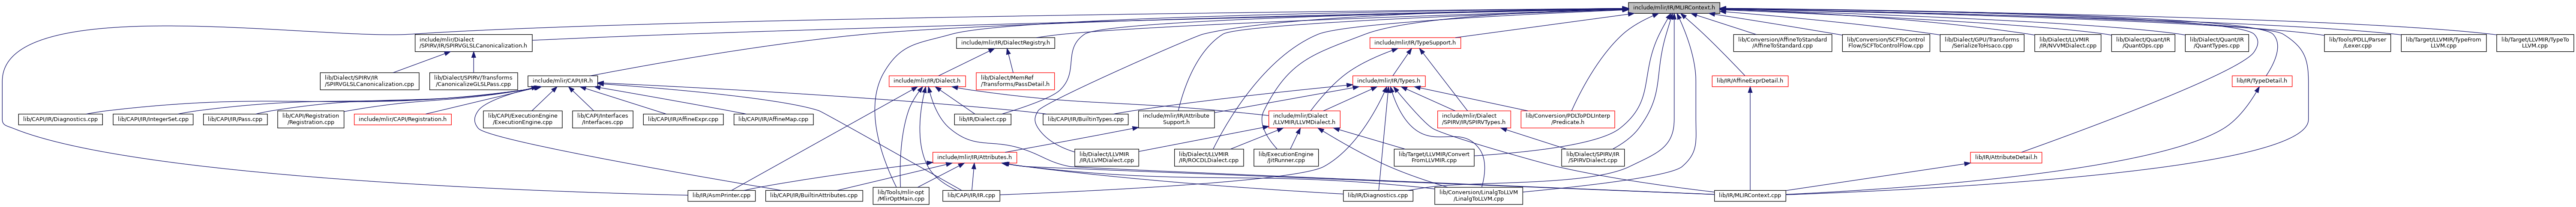 include/mlir/IR/MLIRContext.h
include/mlir/Dialect
/SPIRV/IR/SPIRVGLSLCanonicalization.h
include/mlir/IR/DialectRegistry.h
include/mlir/IR/TypeSupport.h
lib/Conversion/AffineToStandard
/AffineToStandard.cpp
lib/Conversion/SCFToControl
Flow/SCFToControlFlow.cpp
lib/Dialect/GPU/Transforms
/SerializeToHsaco.cpp
lib/Dialect/LLVMIR
/IR/NVVMDialect.cpp
lib/Dialect/Quant/IR
/QuantOps.cpp
lib/Dialect/Quant/IR
/QuantTypes.cpp
lib/Tools/PDLL/Parser
/Lexer.cpp
lib/Target/LLVMIR/TypeFrom
LLVM.cpp
lib/Target/LLVMIR/TypeTo
LLVM.cpp
lib/Dialect/SPIRV/IR
/SPIRVGLSLCanonicalization.cpp
lib/Dialect/SPIRV/Transforms
/CanonicalizeGLSLPass.cpp
include/mlir/CAPI/IR.h
include/mlir/IR/Dialect.h
lib/Dialect/MemRef
/Transforms/PassDetail.h
include/mlir/IR/Types.h
lib/IR/AffineExprDetail.h
lib/IR/TypeDetail.h
lib/CAPI/IR/Diagnostics.cpp
lib/CAPI/IR/IntegerSet.cpp
lib/CAPI/IR/Pass.cpp
lib/CAPI/Registration
/Registration.cpp
include/mlir/CAPI/Registration.h
lib/CAPI/ExecutionEngine
/ExecutionEngine.cpp
lib/CAPI/Interfaces
/Interfaces.cpp
lib/CAPI/IR/AffineExpr.cpp
lib/CAPI/IR/AffineMap.cpp
lib/IR/Dialect.cpp
lib/CAPI/IR/BuiltinTypes.cpp
include/mlir/IR/Attribute
Support.h
include/mlir/Dialect
/LLVMIR/LLVMDialect.h
include/mlir/Dialect
/SPIRV/IR/SPIRVTypes.h
lib/Conversion/PDLToPDLInterp
/Predicate.h
include/mlir/IR/Attributes.h
lib/Dialect/LLVMIR
/IR/LLVMDialect.cpp
lib/Dialect/LLVMIR
/IR/ROCDLDialect.cpp
lib/ExecutionEngine
/JitRunner.cpp
lib/Target/LLVMIR/Convert
FromLLVMIR.cpp
lib/Dialect/SPIRV/IR
/SPIRVDialect.cpp
lib/IR/AttributeDetail.h
lib/IR/AsmPrinter.cpp
lib/CAPI/IR/BuiltinAttributes.cpp
lib/Tools/mlir-opt
/MlirOptMain.cpp
lib/CAPI/IR/IR.cpp
lib/IR/Diagnostics.cpp
lib/Conversion/LinalgToLLVM
/LinalgToLLVM.cpp
lib/IR/MLIRContext.cpp